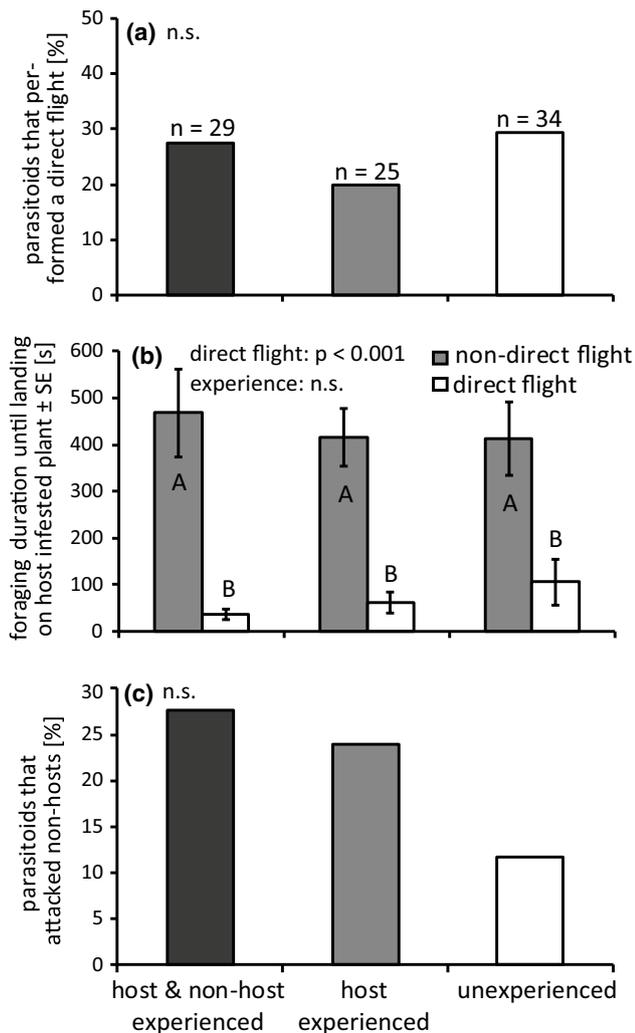 50
40
30
20
10
0
parasitoids that per-
formed a direct flight [%]
(a) n.s.
n = 29
n = 25
n = 34
600
500
400
300
200
100
0
foraging duration until landing
on host infested plant ± SE [s]
(b) direct flight: p < 0.001
experience: n.s.
non-direct flight
direct flight
A
B
A
B
A
B
30
25
20
15
10
5
0
parasitoids that
attacked non-hosts [%]
(c) n.s.
host & non-host
experienced
host
experienced
unexperienced